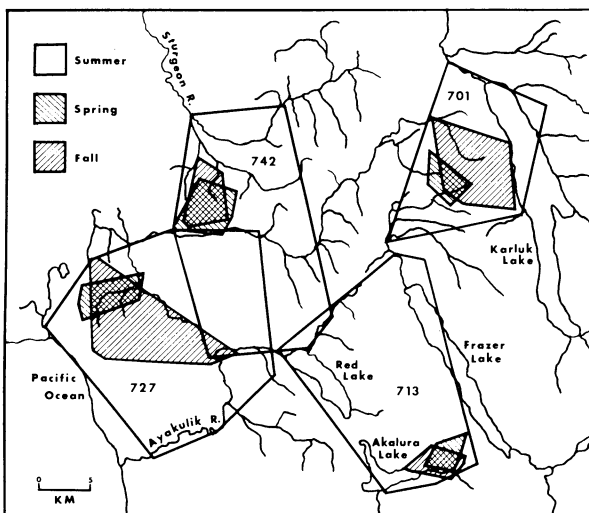 Summer
Spring
Fall
Sturgeon R.
701
742
Karluk
Lake
727
Pacific
Ocean
Red
Lake
Frazer
Lake
713
Ayakulik R.
Akalura
Lake
0 5
KM